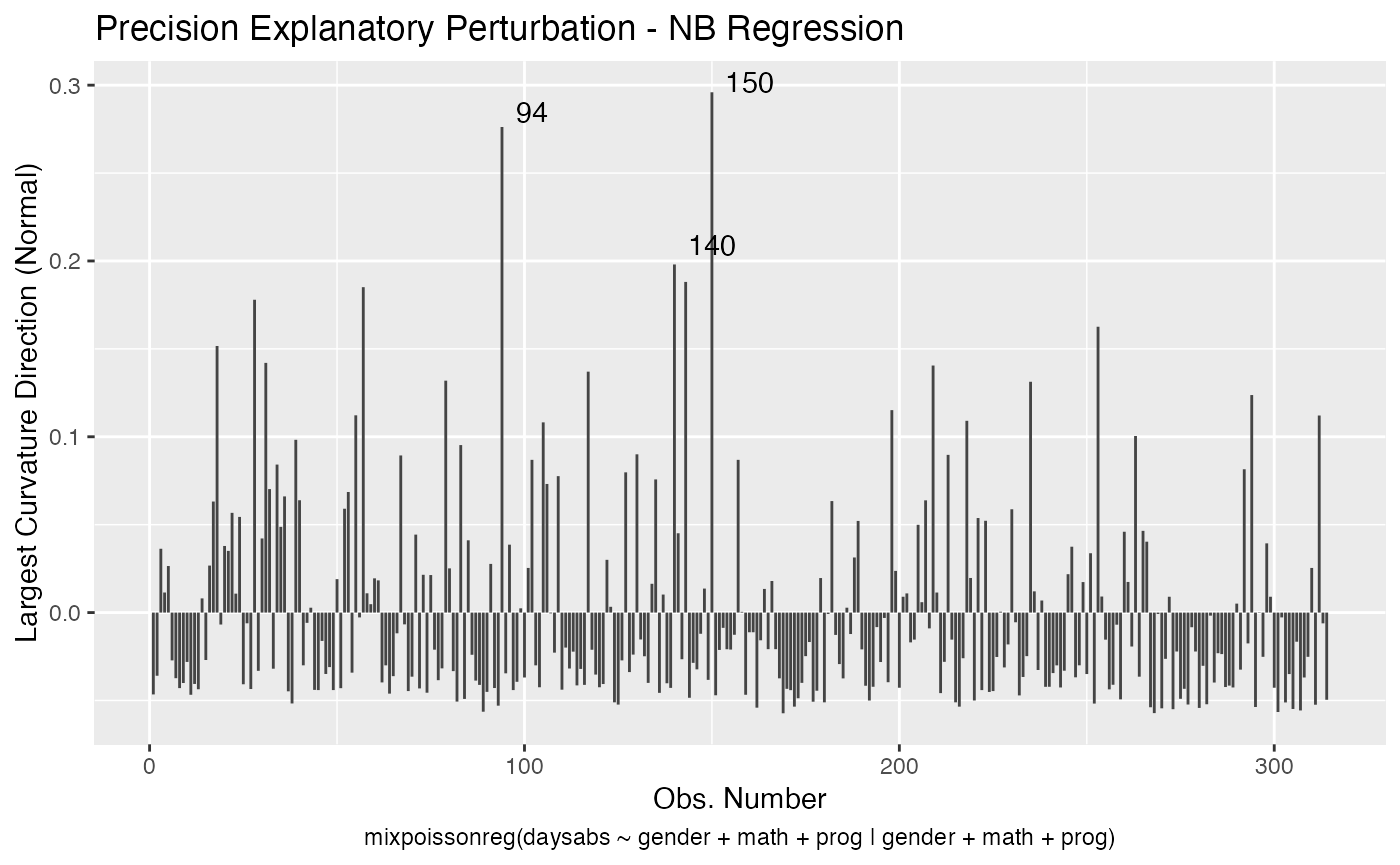 Precision Explanatory Perturbation - NB Regression
Largest Curvature Direction (Normal)
0.3
0.2
0.1
0.0
94
150
140
0
100
200
300
Obs. Number
mixpoissonreg(daysabs ~ gender + math + prog | gender + math + prog)